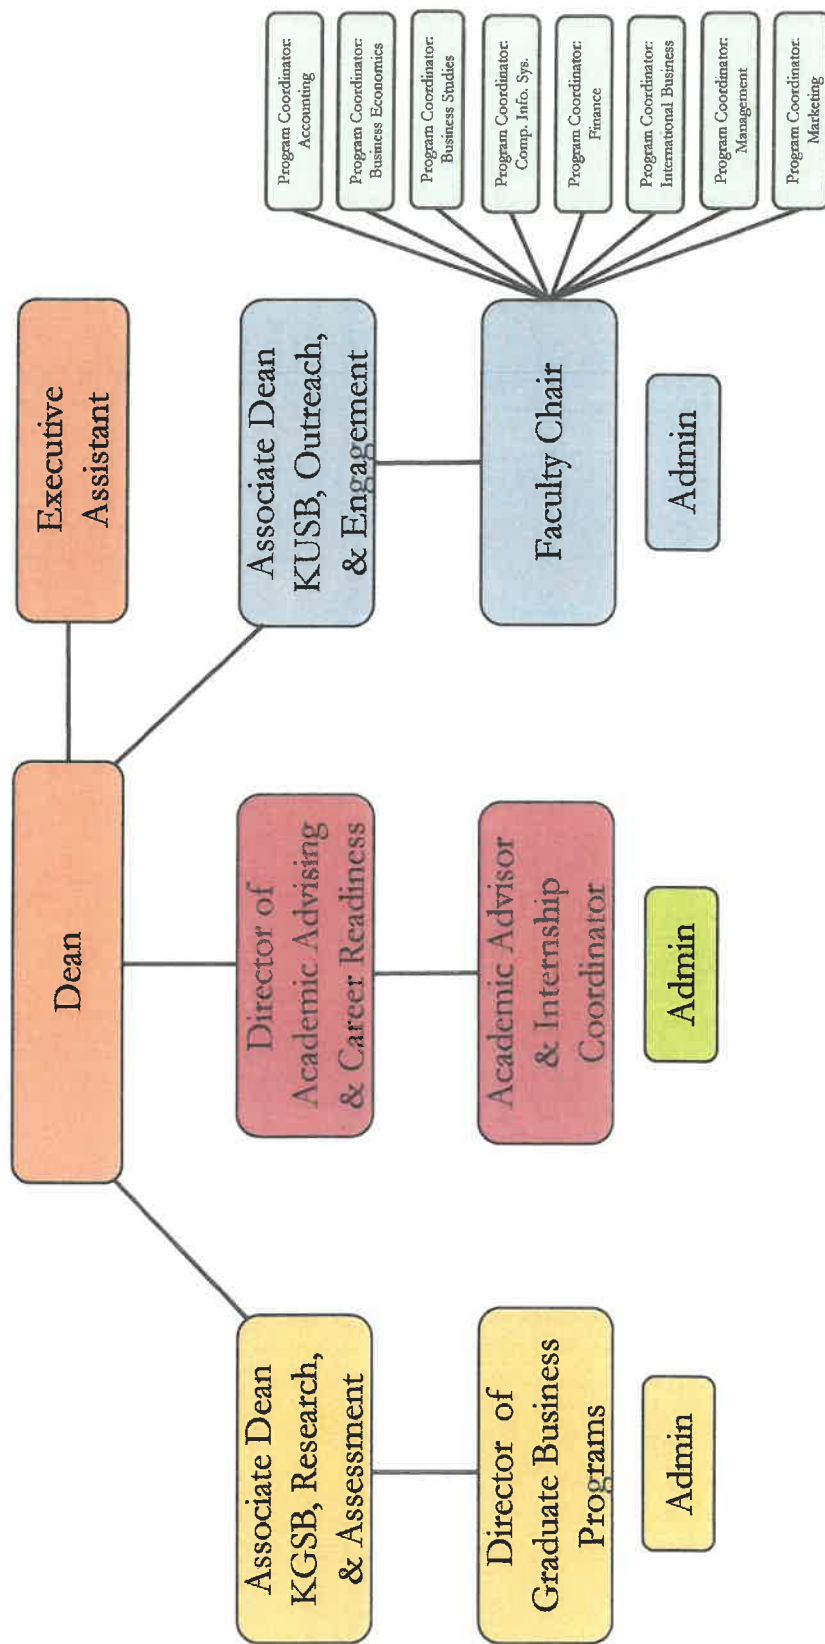 Dean
Executive
Assistant
Associate Dean
KGSB, Research,
& Assessment
Director of
Academic Advising
& Career Readiness
Associate Dean
KUSB, Outreach,
& Engagement
Director of
Graduate Business
Programs
Academic Advisor
& Internship
Coordinator
Faculty Chair
Admin
Admin
Admin
Program Coordinator:
Accounting
Program Coordinator:
Business Economics
Program Coordinator:
Business Studies
Program Coordinator:
Comp. Info. Sys.
Program Coordinator:
Finance
Program Coordinator:
International Business
Program Coordinator:
Management
Program Coordinator:
Marketing